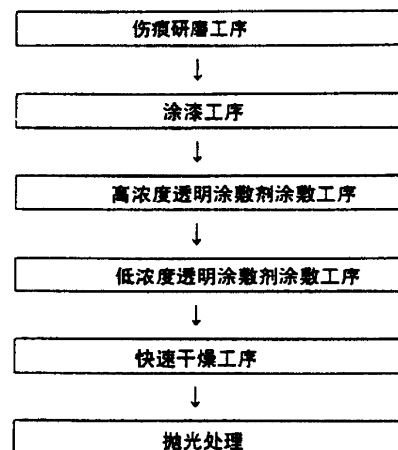 伤痕研磨工序
↓
涂漆工序
↓
高浓度透明涂敷剂涂敷工序
↓
低浓度透明涂敷剂涂敷工序
↓
快速干燥工序
↓
抛光处理